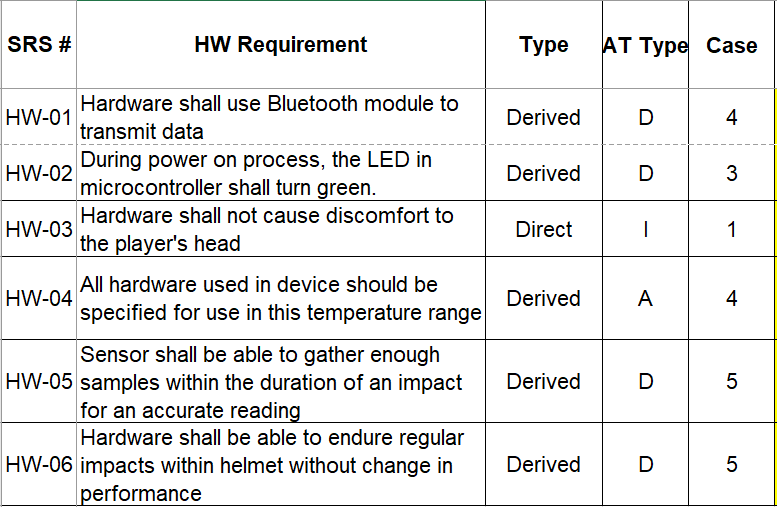 SRS # HW Requirement Type AT Type Case
HW-01 Hardware shall use Bluetooth module to
transmit data Derived D 4
HW-02 During power on process, the LED in
microcontroller shall turn green. Derived D 3
HW-03 Hardware shall not cause discomfort to
the player's head Direct I 1
HW-04 All hardware used in device should be
specified for use in this temperature range Derived A 4
HW-05 Sensor shall be able to gather enough
samples within the duration of an impact
for an accurate reading Derived D 5
HW-06 Hardware shall be able to endure regular
impacts within helmet without change in
performance Derived D 5